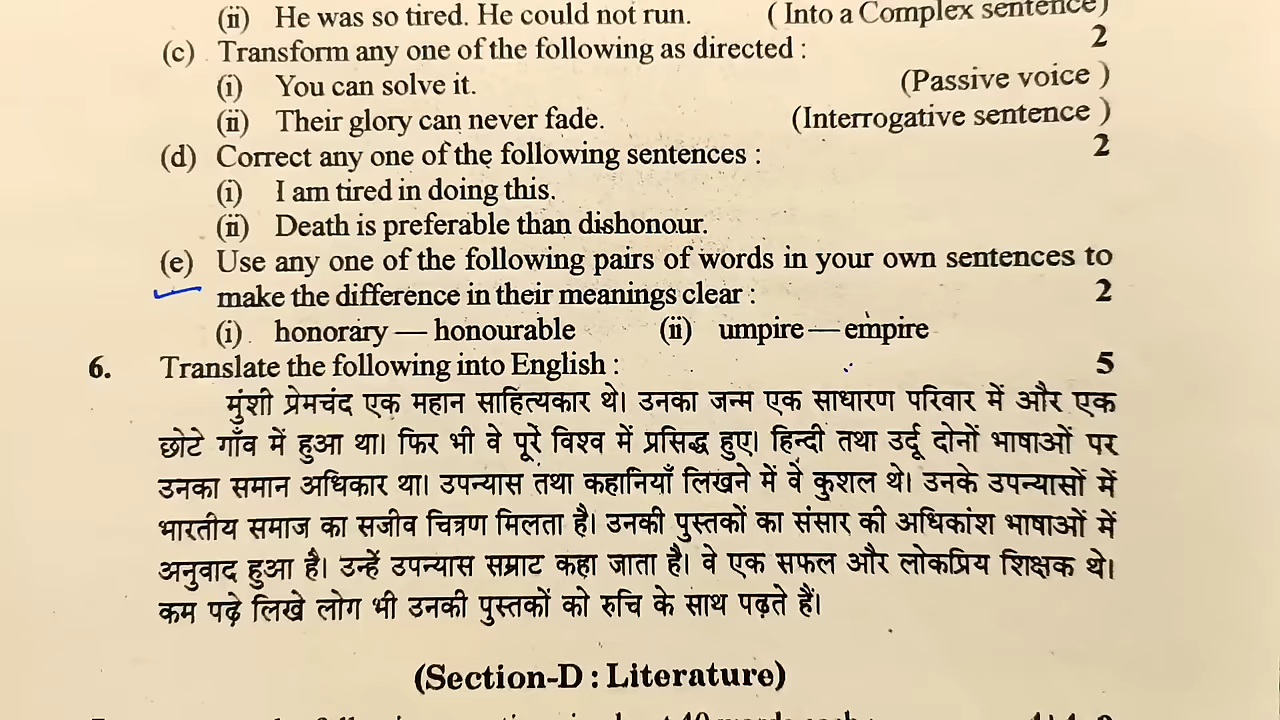 (ii) He was so tired. He could not run. ( Into a Complex sentence)
(c) Transform any one of the following as directed : 2
(i) You can solve it. (Passive voice )
(ii) Their glory can never fade. (Interrogative sentence )
(d) Correct any one of the following sentences : 2
(i) I am tired in doing this.
(ii) Death is preferable than dishonour.
(e) Use any one of the following pairs of words in your own sentences to
make the difference in their meanings clear : 2
(i) honorary — honourable (ii) umpire — empire
6. Translate the following into English : 5
मुंशी प्रेमचंद एक महान साहित्यकार थे। उनका जन्म एक साधारण परिवार में और एक
छोटे गाँव में हुआ था। फिर भी वे पूरे विश्व में प्रसिद्ध हुए। हिन्दी तथा उर्दू दोनों भाषाओं पर
उनका समान अधिकार था। उपन्यास तथा कहानियाँ लिखने में वे कुशल थे। उनके उपन्यासों में
भारतीय समाज का सजीव चित्रण मिलता है। उनकी पुस्तकों का संसार की अधिकांश भाषाओं में
अनुवाद हुआ है। उन्हें उपन्यास सम्राट कहा जाता है। वे एक सफल और लोकप्रिय शिक्षक थे।
कम पढ़े लिखे लोग भी उनकी पुस्तकों को रुचि के साथ पढ़ते हैं।
(Section-D : Literature)